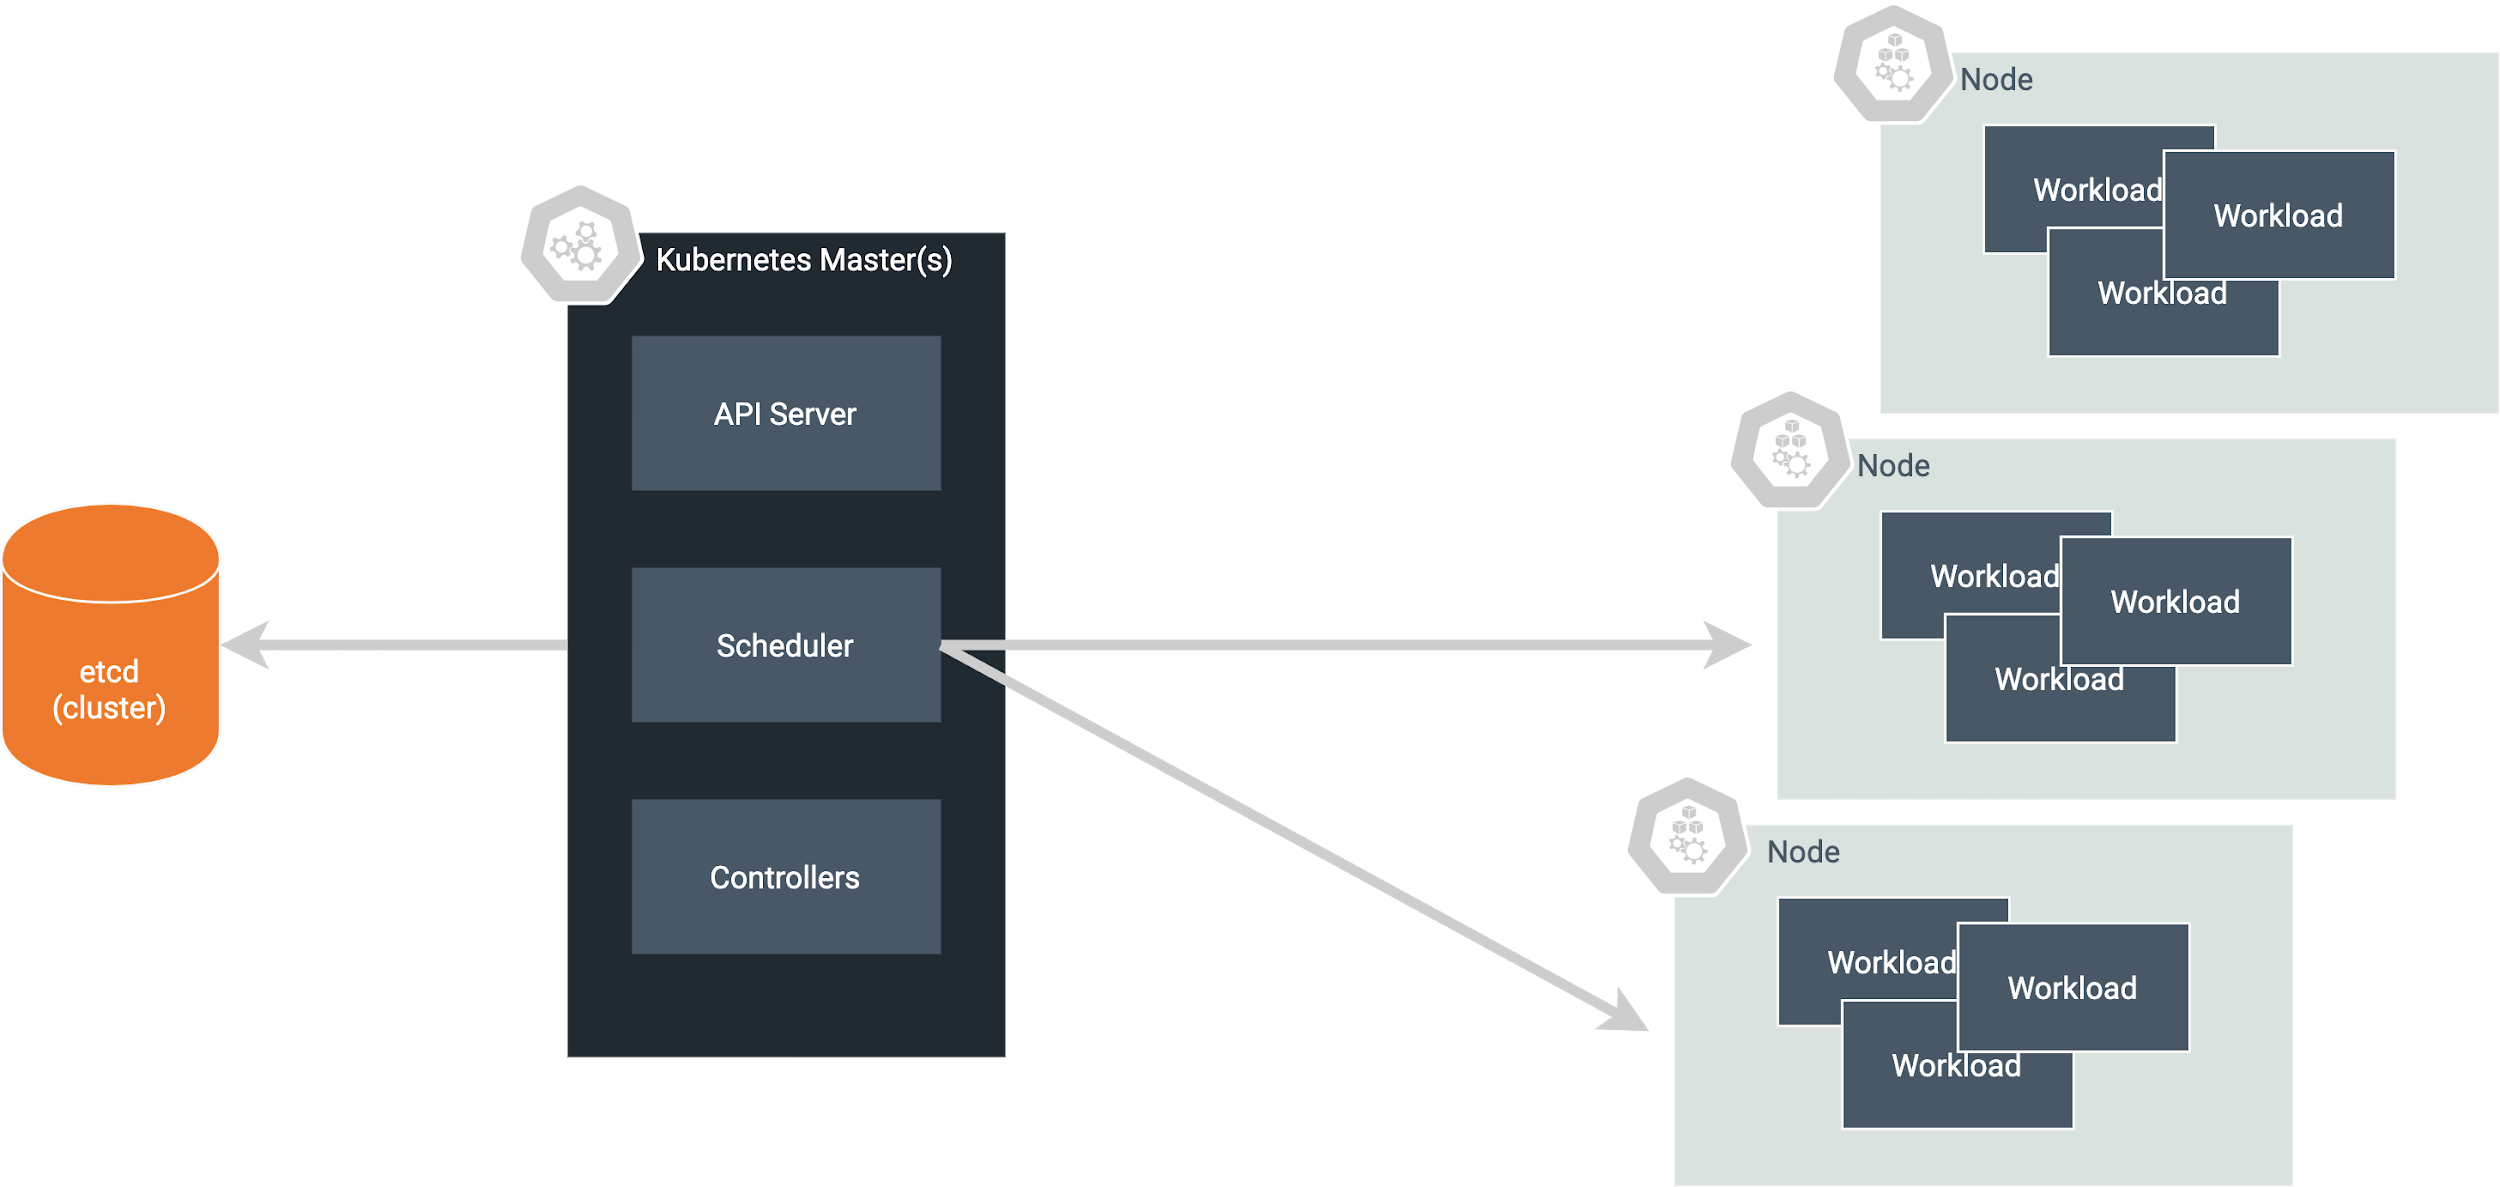 Node
Workload
Workload
Workload
Kubernetes Master(s)
API Server
Node
Workload
Workload
Scheduler
Workload
etcd
(cluster)
Node
Controllers
Workload
Workload
Workload